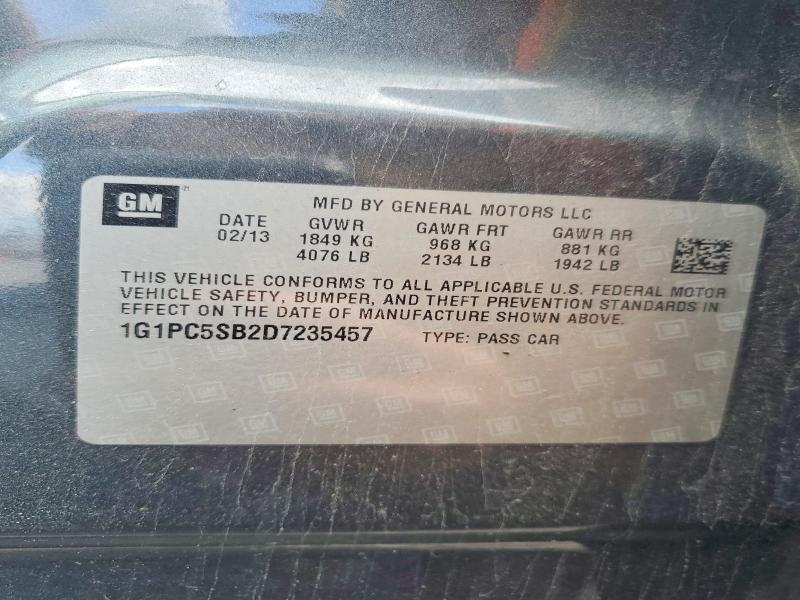 GM
MFD BY GENERAL MOTORS LLC
DATE GVWR GAWR FRT GAWR RR
02/13 1849 KG 968 KG 881 KG
4076 LB 2134 LB 1942 LB
THIS VEHICLE CONFORMS TO ALL APPLICABLE U.S. FEDERAL MOTOR
VEHICLE SAFETY, BUMPER, AND THEFT PREVENTION STANDARDS IN
EFFECT ON THE DATE OF MANUFACTURE SHOWN ABOVE.
1G1PC5SB2D7235457 TYPE: PASS CAR